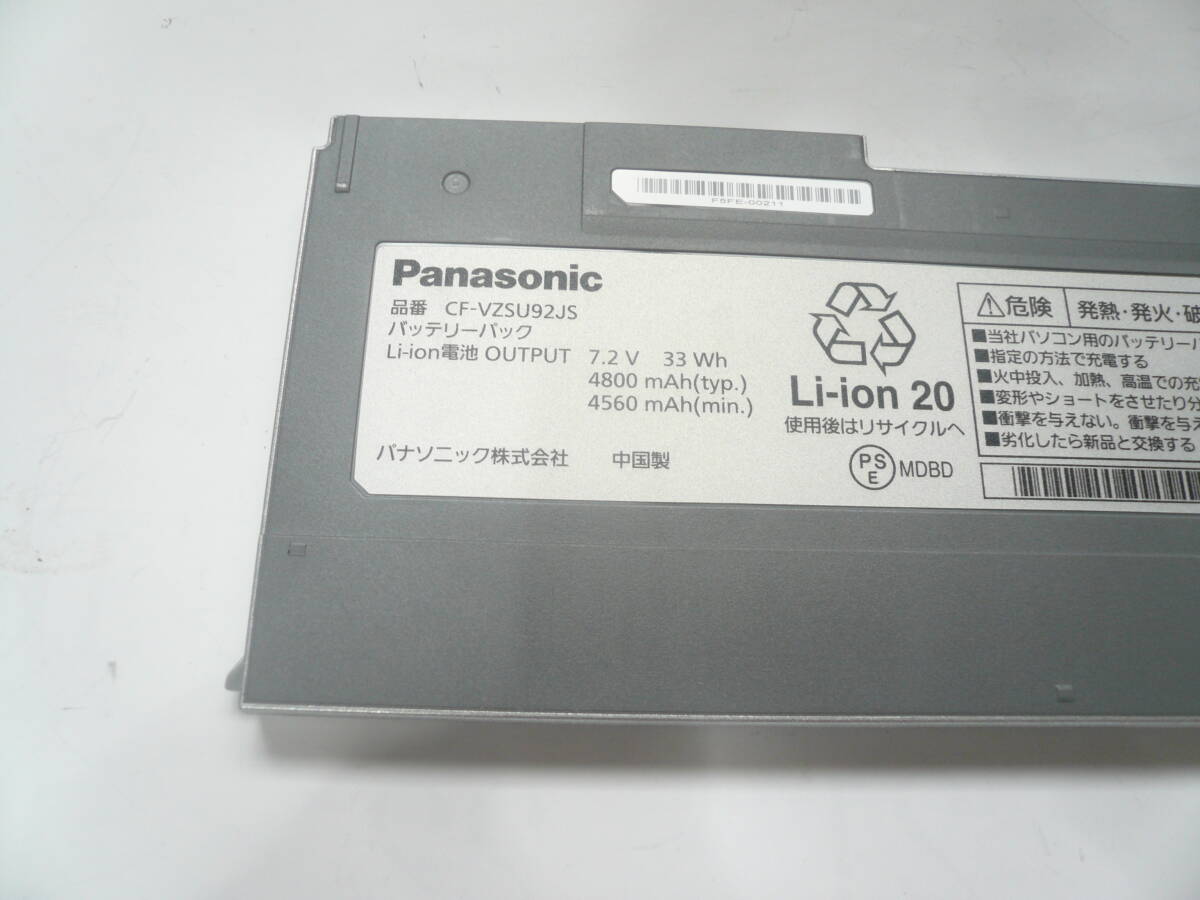 F5FE-00211
Panasonic
品番 CF-VZSU92JS
バッテリーパック
Li-ion電池 OUTPUT 7.2 V 33 Wh
4800 mAh(typ.)
4560 mAh(min.)
パナソニック株式会社 中国製
Li-ion 20
使用後はリサイクルへ
PS
E
MDBD
危険 発熱・発火・破
■当社パソコン用のバッテリーパ
■指定の方法で充電する
■火中投入、加熱、高温での充
■変形やショートをさせたり分
■衝撃を与えない。衝撃を与え
■劣化したら新品と交換する